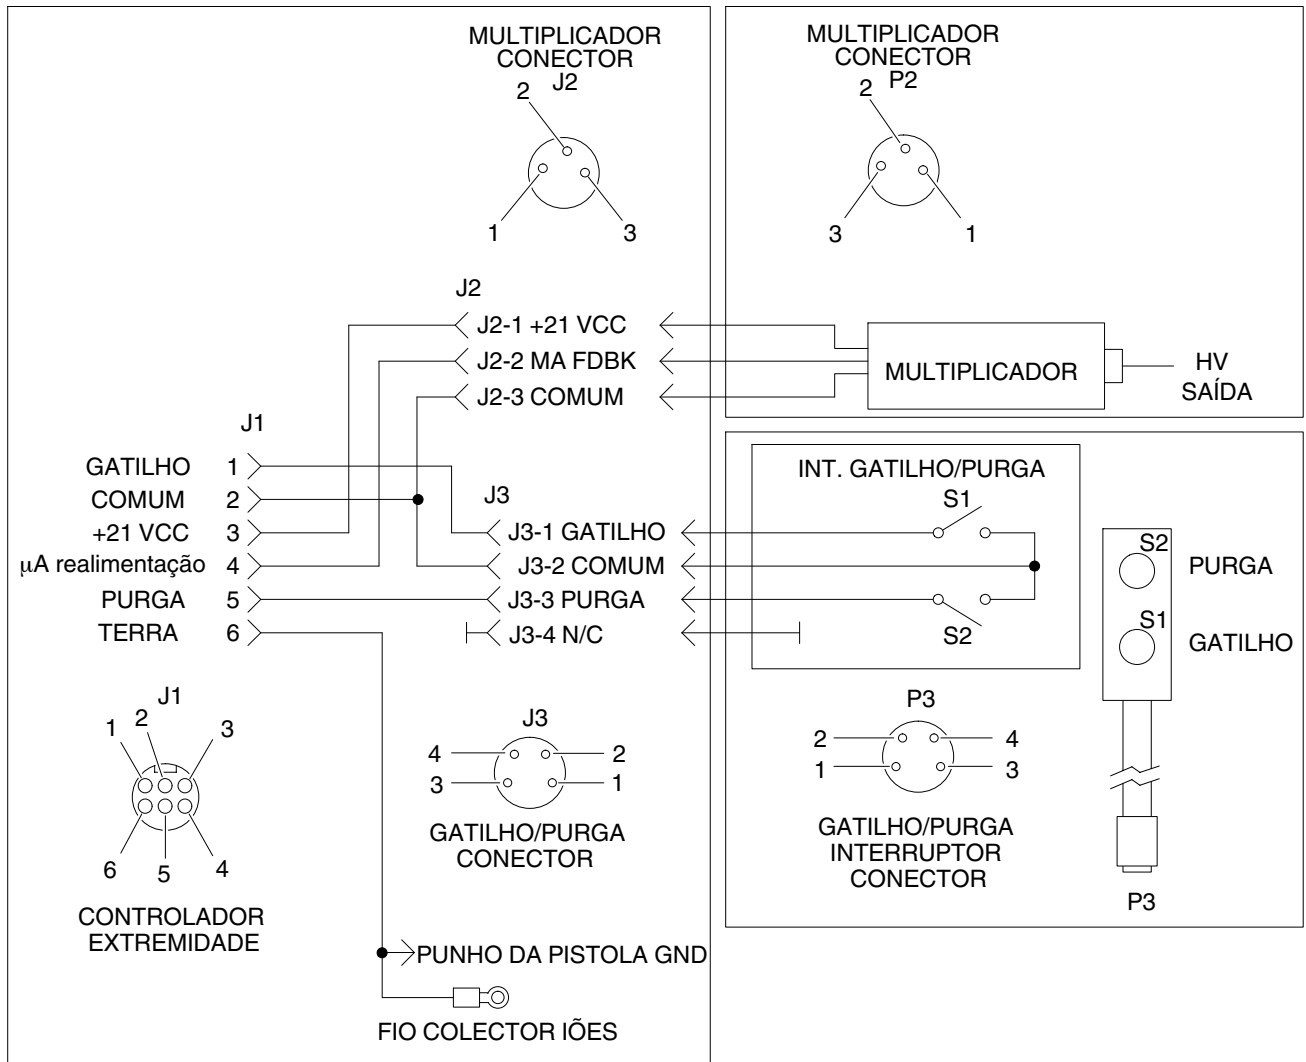 MULTIPLICADOR
CONECTOR
J2
2
1
3
MULTIPLICADOR
CONECTOR
P2
2
3
1
J2
J2-1 +21 VCC
J2-2 MA FDBK
J2-3 COMUM
MULTIPLICADOR
HV
SAÍDA
J1
GATILHO 1
COMUM 2
+21 VCC 3
µA realimentação 4
PURGA 5
TERRA 6
J3
J3-1 GATILHO
J3-2 COMUM
J3-3 PURGA
J3-4 N/C
INT. GATILHO/PURGA
S1
S2
S2
PURGA
S1
GATILHO
J1
1
2
3
6
5
4
CONTROLADOR
EXTREMIDADE
J3
4
2
3
1
GATILHO/PURGA
CONECTOR
P3
2
4
1
3
GATILHO/PURGA
INTERRUPTOR
CONECTOR
P3
PUNHO DA PISTOLA GND
FIO COLECTOR IÕES